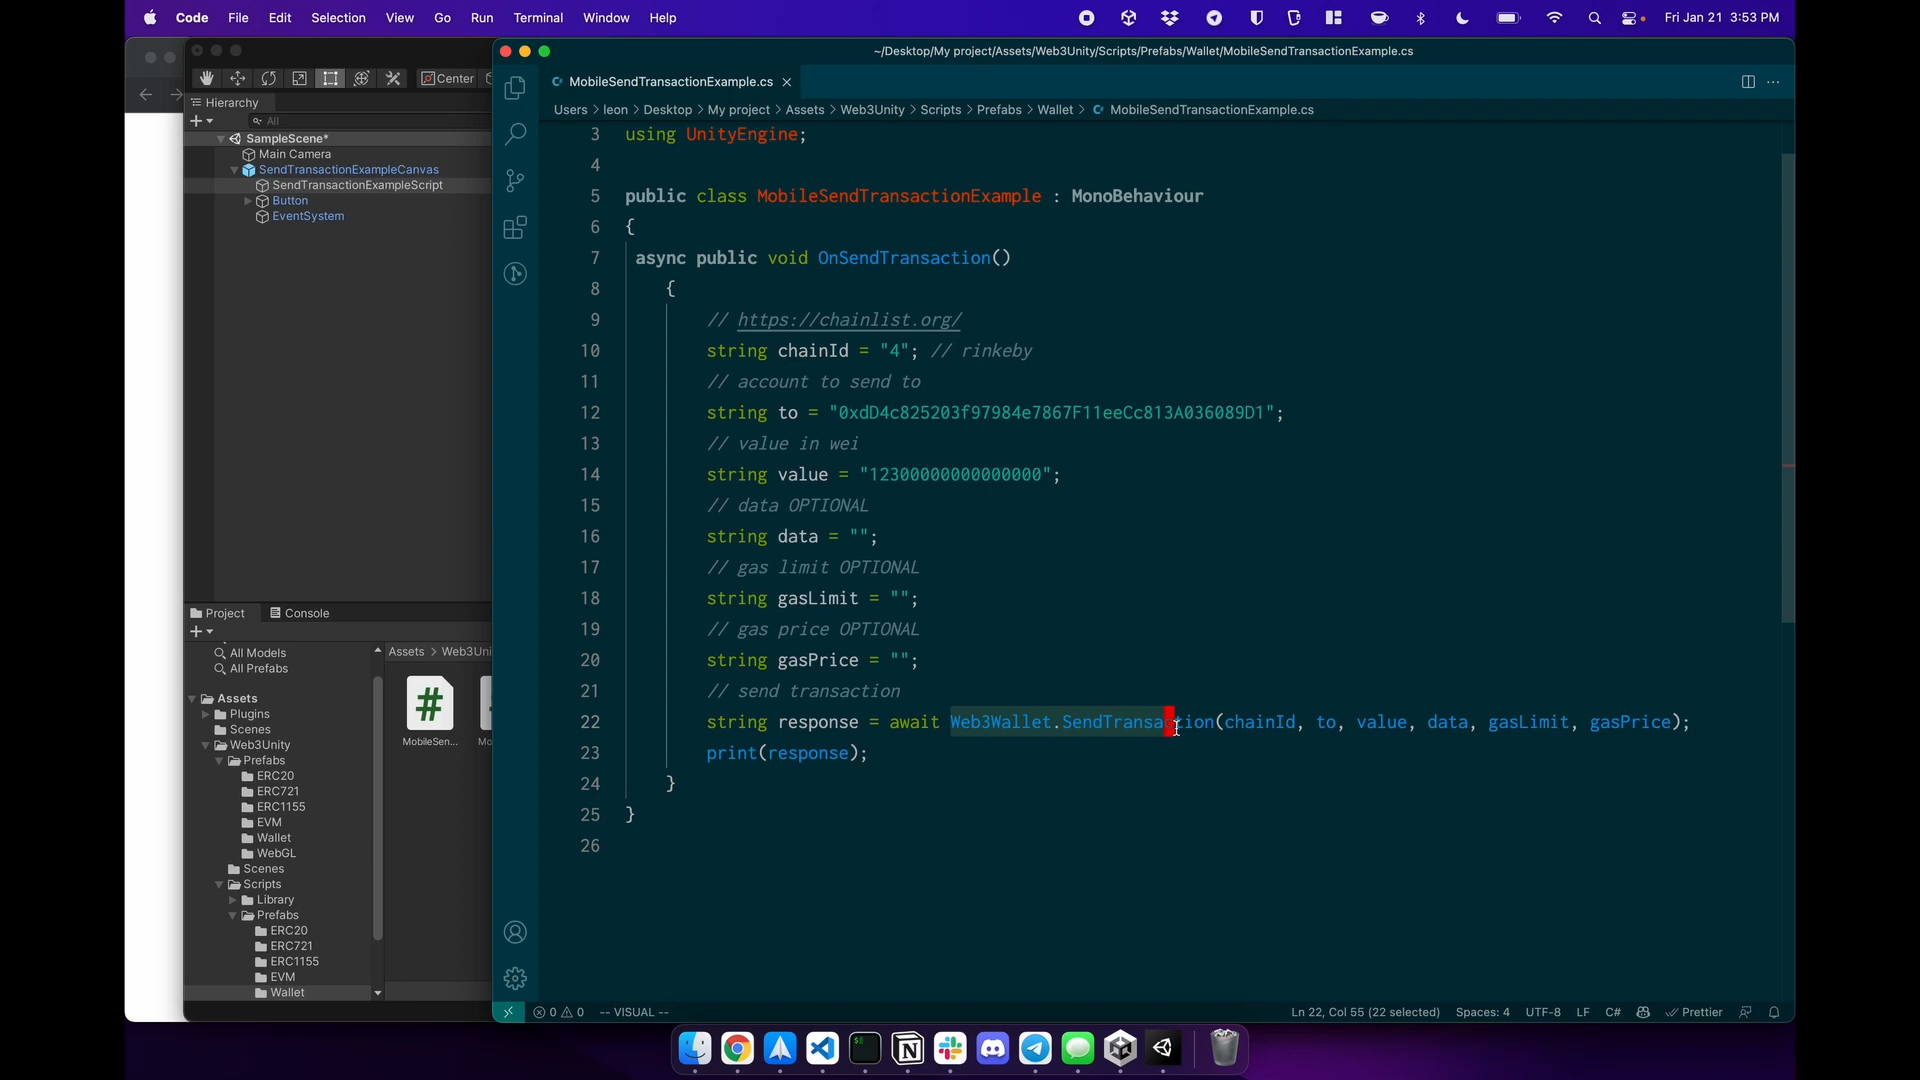 Code File Edit Selection View Go Run Terminal Window Help
Fri Jan 21 3:53 PM
~/Desktop/My project/Assets/Web3Unity/Scripts/Prefabs/Wallet/MobileSendTransactionExample.cs
Center
Hierarchy
All
SampleScene*
Main Camera
SendTransactionExampleCanvas
SendTransactionExampleScript
Button
EventSystem
Project Console
All Models
All Prefabs
Assets
Plugins
Scenes
Web3Unity
Prefabs
ERC20
ERC721
ERC1155
EVM
Wallet
WebGL
Scenes
Scripts
Library
Prefabs
ERC20
ERC721
ERC1155
EVM
Wallet
Assets > Web3Uni
MobileSen... Mo
MobileSendTransactionExample.cs
Users > leon > Desktop > My project > Assets > Web3Unity > Scripts > Prefabs > Wallet > MobileSendTransactionExample.cs
3 using UnityEngine;
4
5 public class MobileSendTransactionExample : MonoBehaviour
6 {
7 async public void OnSendTransaction()
8 {
9 // https://chainlist.org/
10 string chainId = "4"; // rinkeby
11 // account to send to
12 string to = "0xdD4c825203f97984e7867F11eeCc813A036089D1";
13 // value in wei
14 string value = "12300000000000000";
15 // data OPTIONAL
16 string data = "";
17 // gas limit OPTIONAL
18 string gasLimit = "";
19 // gas price OPTIONAL
20 string gasPrice = "";
21 // send transaction
22 string response = await Web3Wallet.SendTransaction(chainId, to, value, data, gasLimit, gasPrice);
23 print(response);
24 }
25 }
26
0 0 -- VISUAL --
Ln 22, Col 55 (22 selected) Spaces: 4 UTF-8 LF C# Prettier